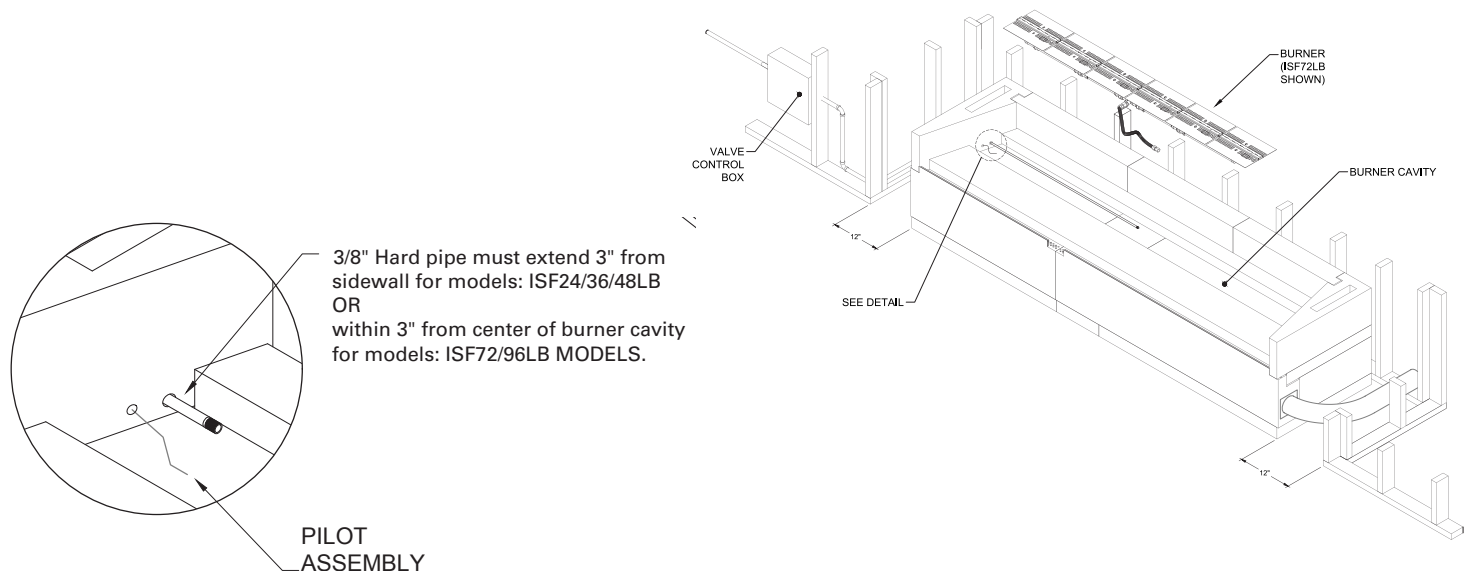 3/8" Hard pipe must extend 3" from
sidewall for models: ISF24/36/48LB
OR
within 3" from center of burner cavity
for models: ISF72/96LB MODELS.
PILOT
ASSEMBLY
BURNER
(ISF72LB
SHOWN)
VALVE
CONTROL
BOX
BURNER CAVITY
12"
SEE DETAIL
12"